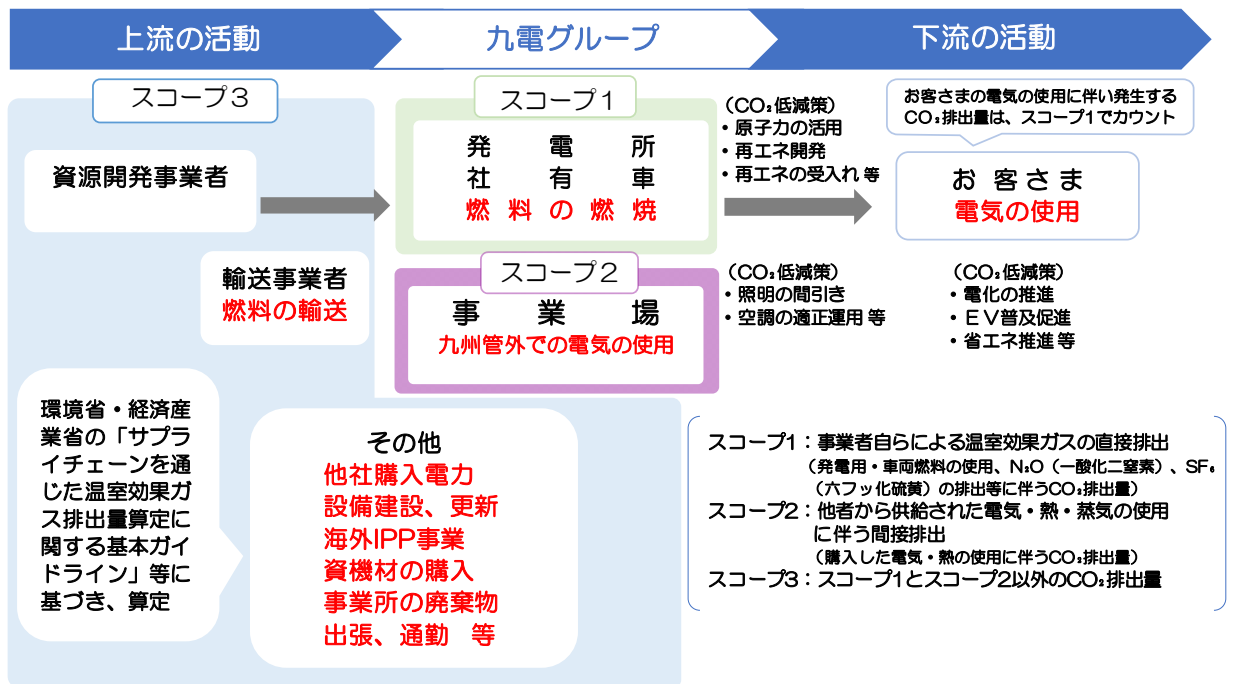 上流の活動
九電グループ
下流の活動
スコープ3
資源開発事業者
輸送事業者
燃料の輸送
環境省・経済産
業省の「サプラ
イチェーンを通
じた温室効果ガ
ス排出量算定に
関する基本ガイ
ドライン」等に
基づき、算定
その他
他社購入電力
設備建設、更新
海外IPP事業
資機材の購入
事業所の廃棄物
出張、通勤 等
スコープ1
発電所
社有車
燃料の燃焼
(CO₂低減策)
・原子力の活用
・再エネ開発
・再エネの受入れ 等
スコープ2
事業場
九州管外での電気の使用
(CO₂低減策)
・照明の間引き
・空調の適正運用 等
お客さまの電気の使用に伴い発生する
CO₂排出量は、スコープ1でカウント
お客さま
電気の使用
(CO₂低減策)
・電化の推進
・EV普及促進
・省エネ推進 等
スコープ1:事業者自らによる温室効果ガスの直接排出
(発電用・車両燃料の使用、N₂O(一酸化二窒素)、SF₆
(六フッ化硫黄)の排出等に伴うCO₂排出量)
スコープ2:他者から供給された電気・熱・蒸気の使用
に伴う間接排出
(購入した電気・熱の使用に伴うCO₂排出量)
スコープ3:スコープ1とスコープ2以外のCO₂排出量